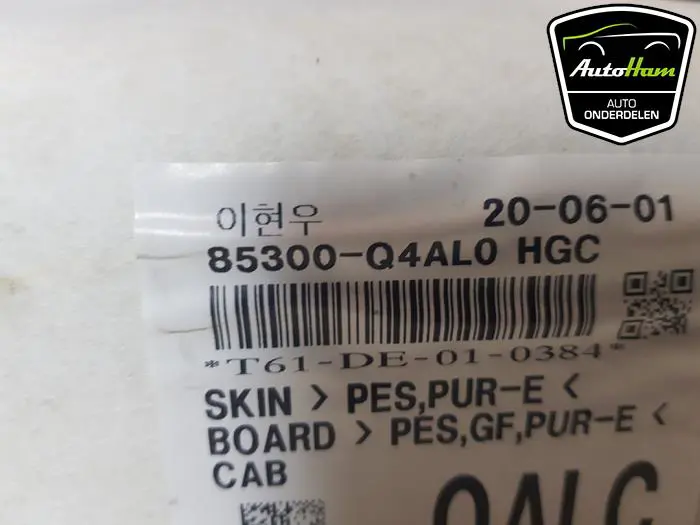 AutoHam
AUTO
ONDERDELEN
이현우 20-06-01
85300-Q4AL0 HGC
*T61-DE-01-0384*
SKIN > PES,PUR-E <
BOARD > PES,GF,PUR-E <
CAB